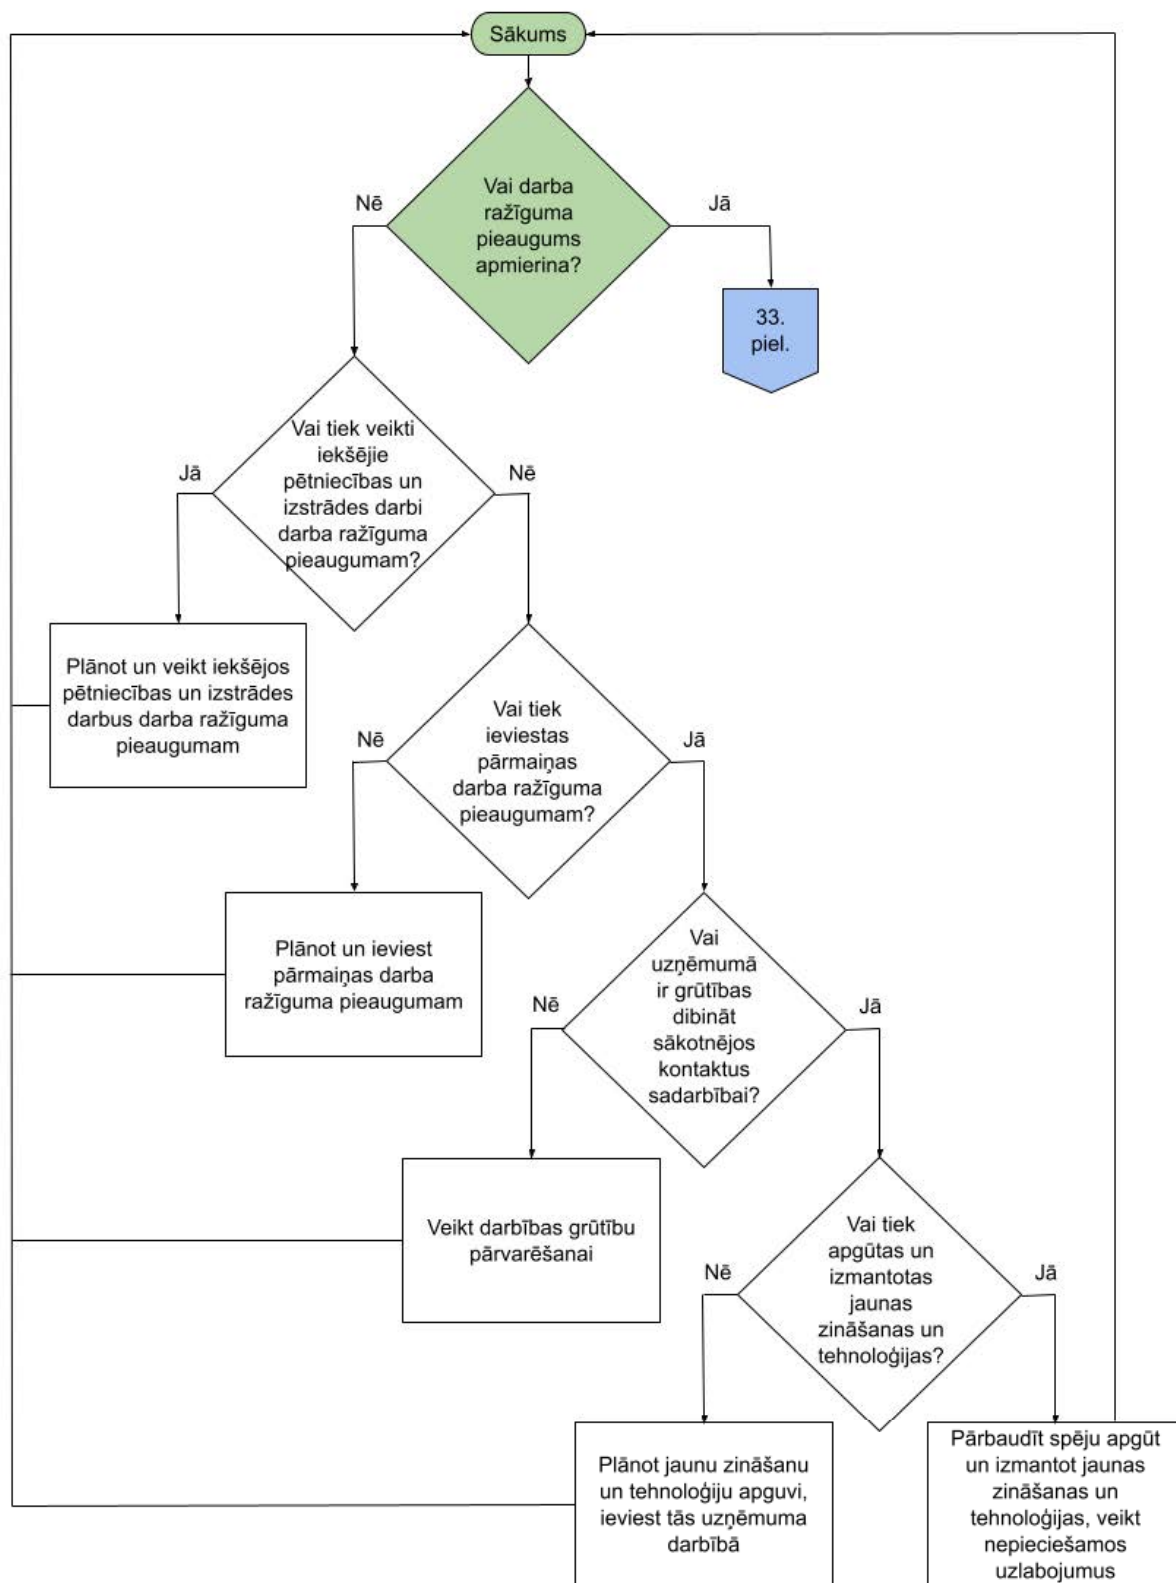 Sākums
Vai darba
ražīguma
pieaugums
apmierina?
Nē
Jā
33.
piel.
Vai tiek veikti
iekšējie
pētniecības un
izstrādes darbi
darba ražīguma
pieaugumam?
Jā
Nē
Plānot un veikt iekšējos
pētniecības un izstrādes
darbus darba ražīguma
pieaugumam
Vai tiek
ieviestas
pārmaiņas
darba ražīguma
pieaugumam?
Nē
Jā
Plānot un ieviest
pārmaiņas darba
ražīguma pieaugumam
Vai
uzņēmumā
ir grūtības
dibināt
sākotnējos
kontaktus
sadarbībai?
Nē
Jā
Veikt darbības grūtību
pārvarēšanai
Vai tiek
apgūtas un
izmantotas
jaunas
zināšanas un
tehnoloģijas?
Nē
Jā
Plānot jaunu zināšanu
un tehnoloģiju apguvi,
ieviest tās uzņēmuma
darbībā
Pārbaudīt spēju apgūt
un izmantot jaunas
zināšanas un
tehnoloģijas, veikt
nepieciešamos
uzlabojumus